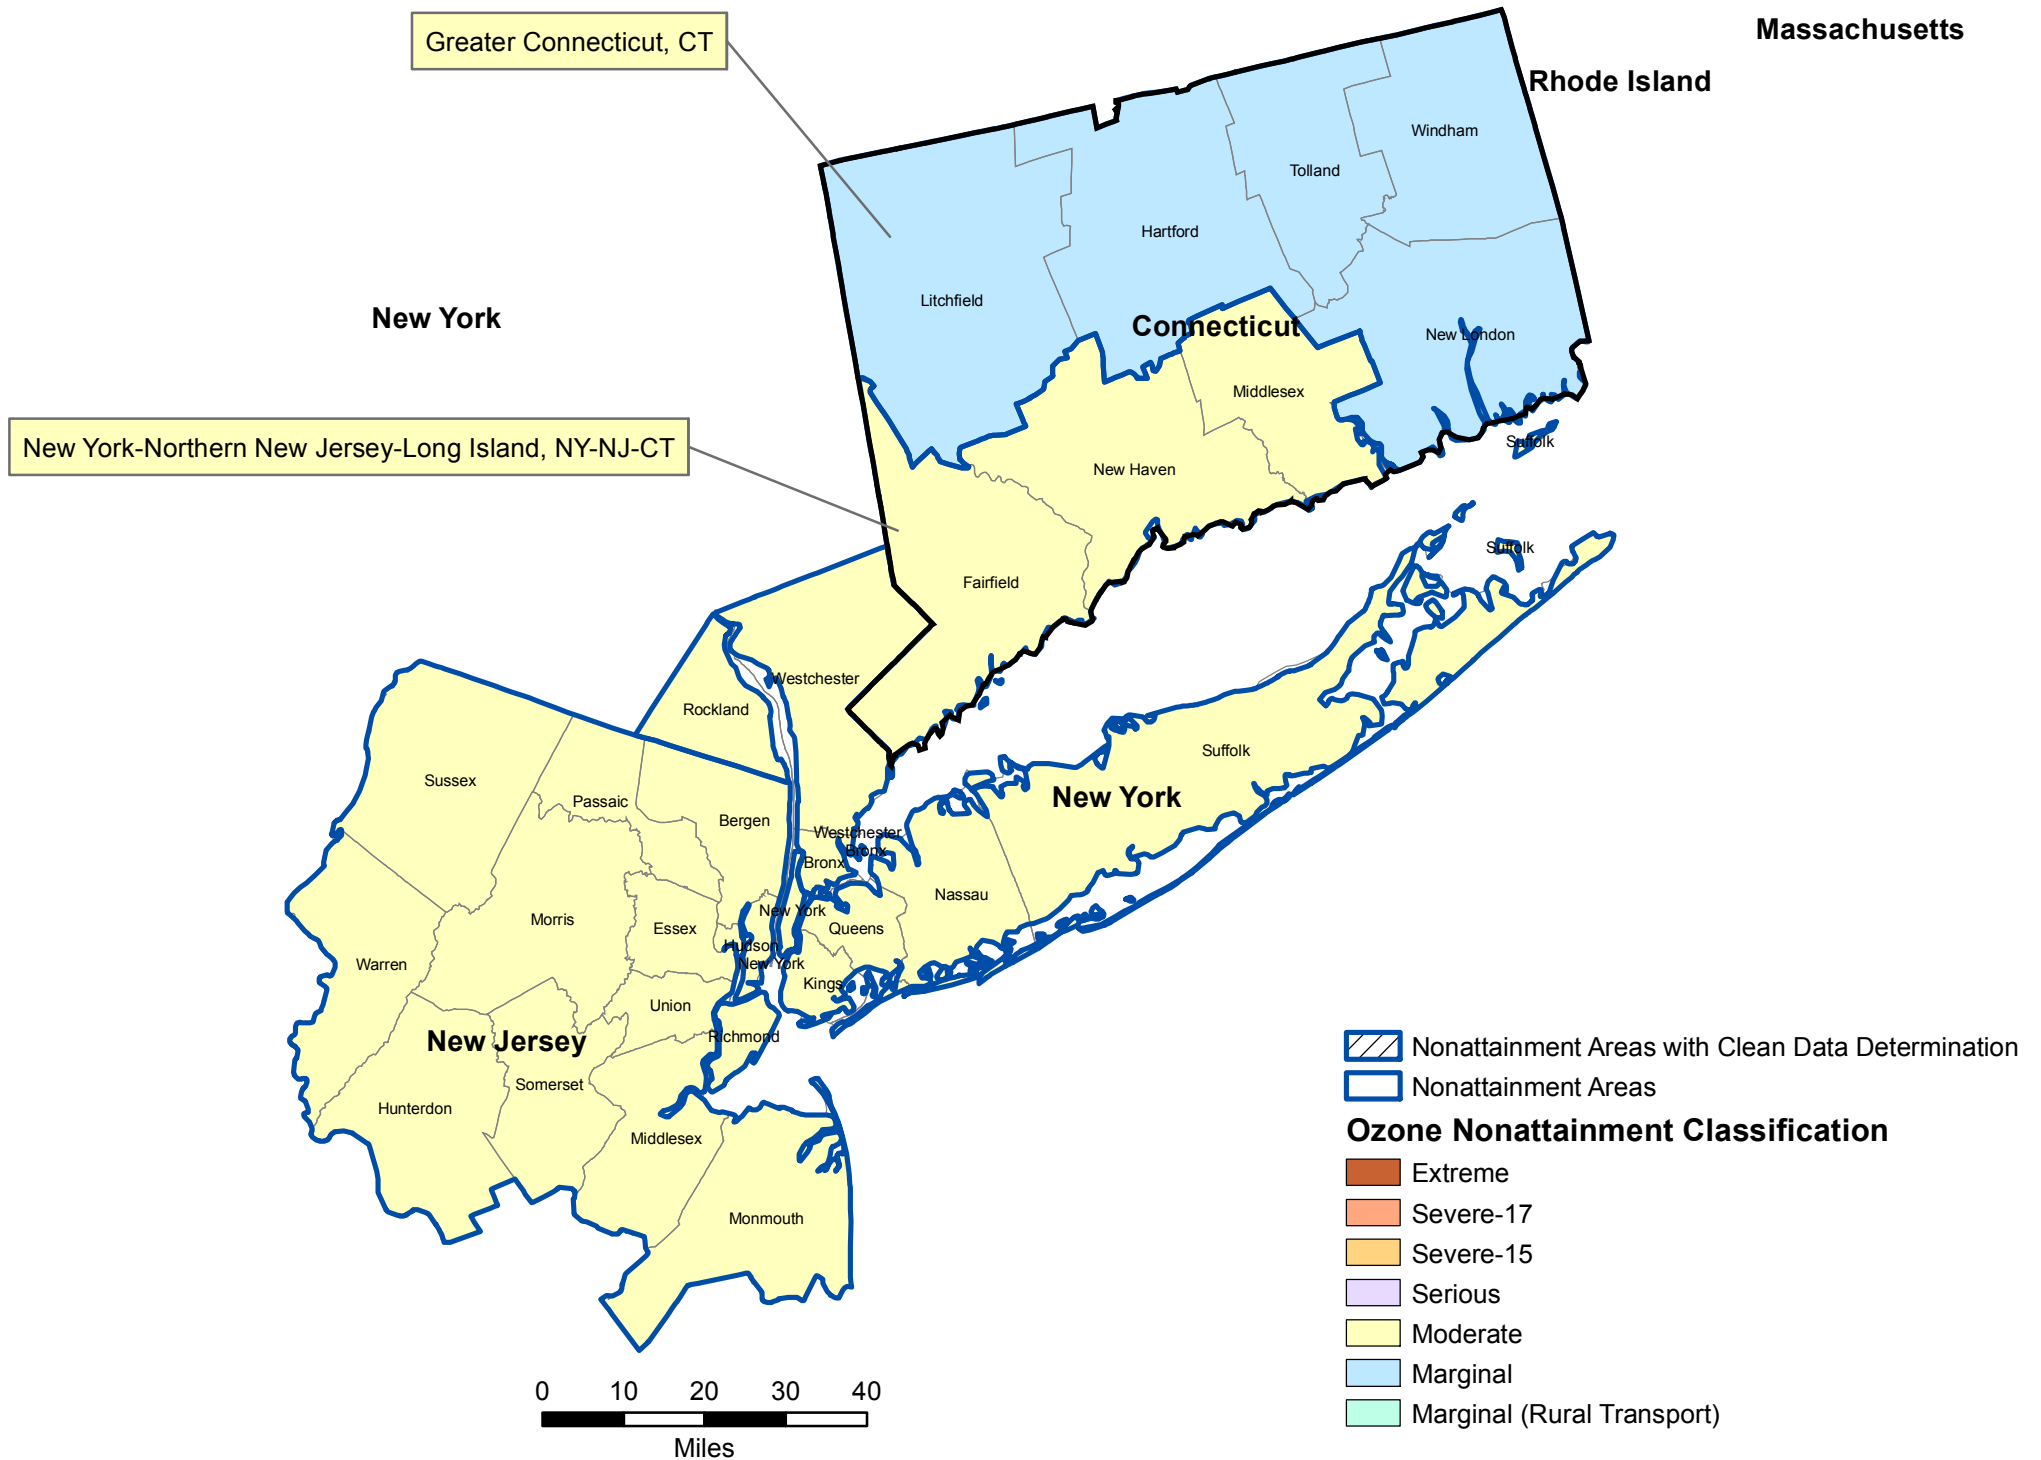 Massachusetts
Greater Connecticut, CT
Rhode Island
Windham
Tolland
Hartford
Litchfield
New York
Connecticut
New London
Middlesex
Suffolk
New York-Northern New Jersey-Long Island, NY-NJ-CT
New Haven
Suffolk
Fairfield
Westchester
Rockland
Suffolk
Sussex
New York
Passaic
Bergen
Westchester
Bronx
Bronx
Nassau
New York
Morris
Essex
Queens
Hudson
New York
Warren
Kings
Union
Richmond
New Jersey
Somerset
Hunterdon
Middlesex
Monmouth
Nonattainment Areas with Clean Data Determination
Nonattainment Areas
Ozone Nonattainment Classification
Extreme
Severe-17
Severe-15
Serious
Moderate
Marginal
Marginal (Rural Transport)
0 10 20 30 40
Miles